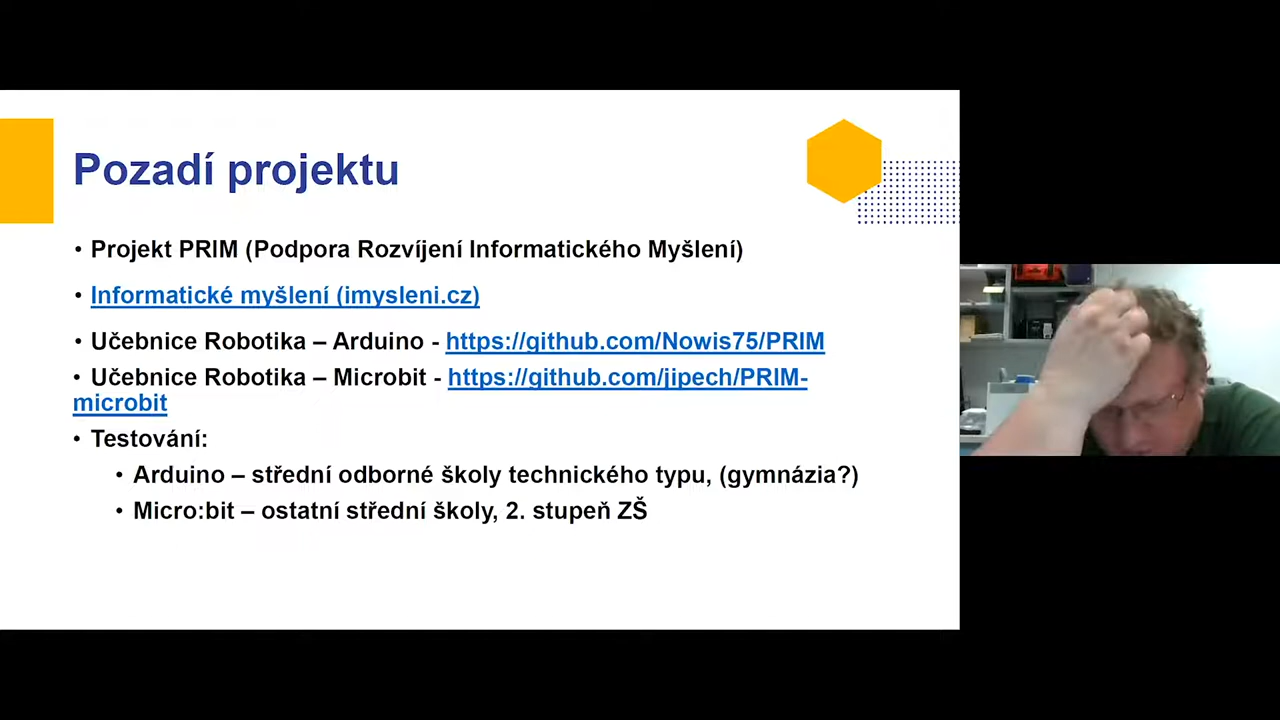 Pozadí projektu
• Projekt PRIM (Podpora Rozvíjení Informatického Myšlení)
• Informatické myšlení (imysleni.cz)
• Učebnice Robotika – Arduino - https://github.com/Nowis75/PRIM
• Učebnice Robotika – Microbit - https://github.com/jipech/PRIM-
microbit
• Testování:
• Arduino – střední odborné školy technického typu, (gymnázia?)
• Micro:bit – ostatní střední školy, 2. stupeň ZŠ